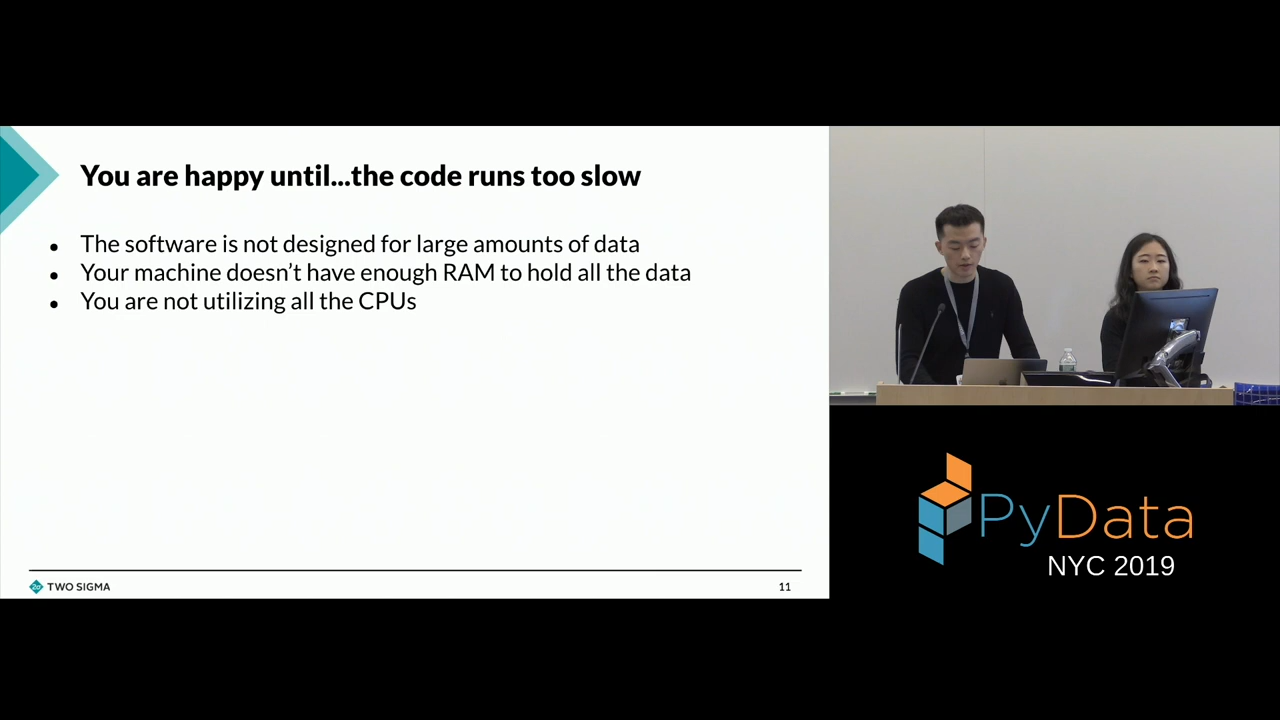 You are happy until...the code runs too slow
● The software is not designed for large amounts of data
● Your machine doesn’t have enough RAM to hold all the data
● You are not utilizing all the CPUs
TWO SIGMA
11
PyData
NYC 2019